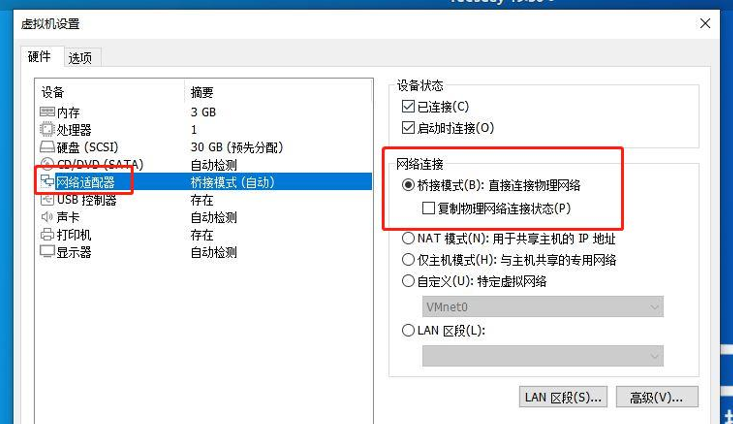 虚拟机设置
硬件 选项
设备 摘要
内存 3 GB
处理器 1
硬盘 (SCSI) 30 GB (预先分配)
CD/DVD (SATA) 自动检测
网络适配器 桥接模式 (自动)
USB 控制器 存在
声卡 自动检测
打印机 存在
显示器 自动检测
设备状态
已连接(C)
启动时连接(O)
网络连接
桥接模式(B): 直接连接物理网络
复制物理网络连接状态(P)
NAT 模式(N): 用于共享主机的 IP 地址
仅主机模式(H): 与主机共享的专用网络
自定义(U): 特定虚拟网络
VMnet0
LAN 区段(L):
LAN 区段(S)... 高级(V)...